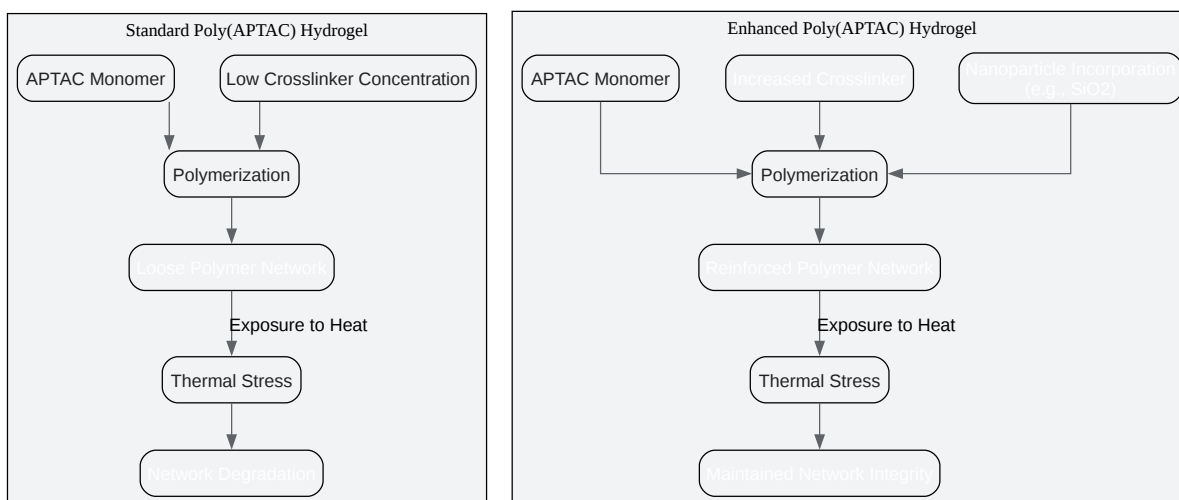 Standard Poly(APTAC) Hydrogel
APTAC Monomer
Low Crosslinker Concentration
Polymerization
Loose Polymer Network
Exposure to Heat
Thermal Stress
Network Degradation
Enhanced Poly(APTAC) Hydrogel
APTAC Monomer
Increased Crosslinker
Nanoparticle Incorporation
(e.g., SiO2)
Polymerization
Reinforced Polymer Network
Exposure to Heat
Thermal Stress
Maintained Network Integrity